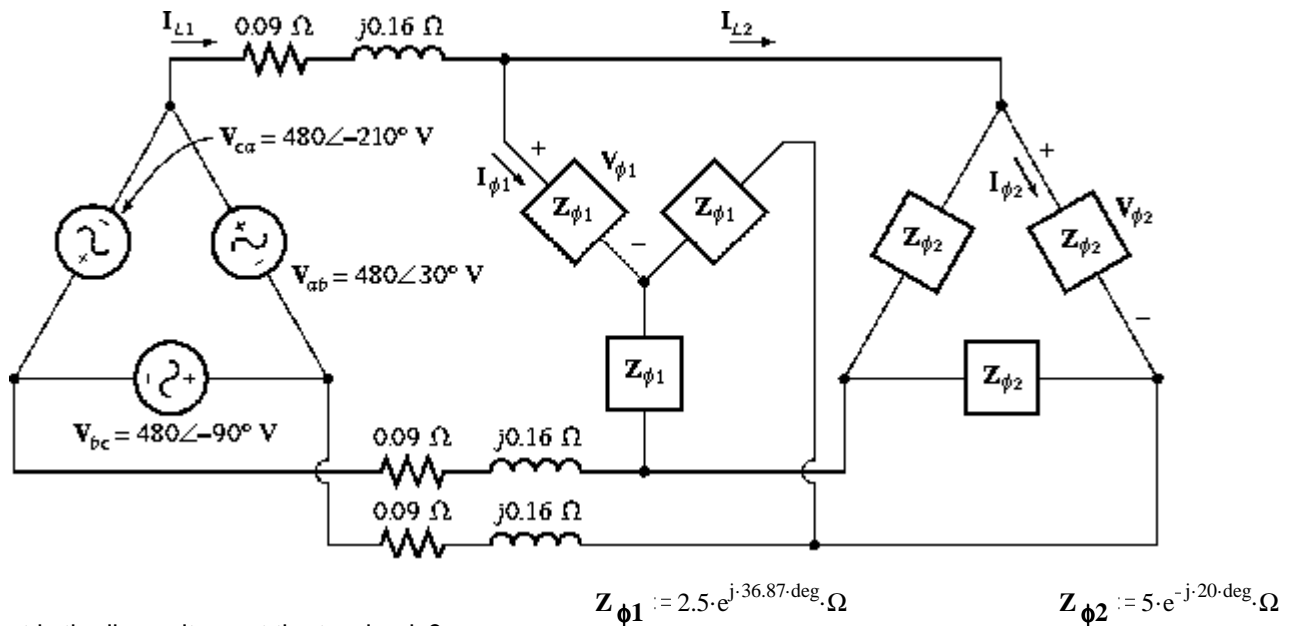 I_L1 0.09 Ω j0.16 Ω I_L2
V_ca = 480∠–210° V
+ V_ϕ1
I_ϕ1
Z_ϕ1 Z_ϕ1
–
I_ϕ2 +
V_ϕ2
Z_ϕ2 Z_ϕ2
–
V_ab = 480∠30° V
Z_ϕ1
Z_ϕ2
V_bc = 480∠–90° V
0.09 Ω j0.16 Ω
0.09 Ω j0.16 Ω
Z_ϕ1 := 2.5·e^j·36.87·deg·Ω Z_ϕ2 := 5·e^-j·20·deg·Ω